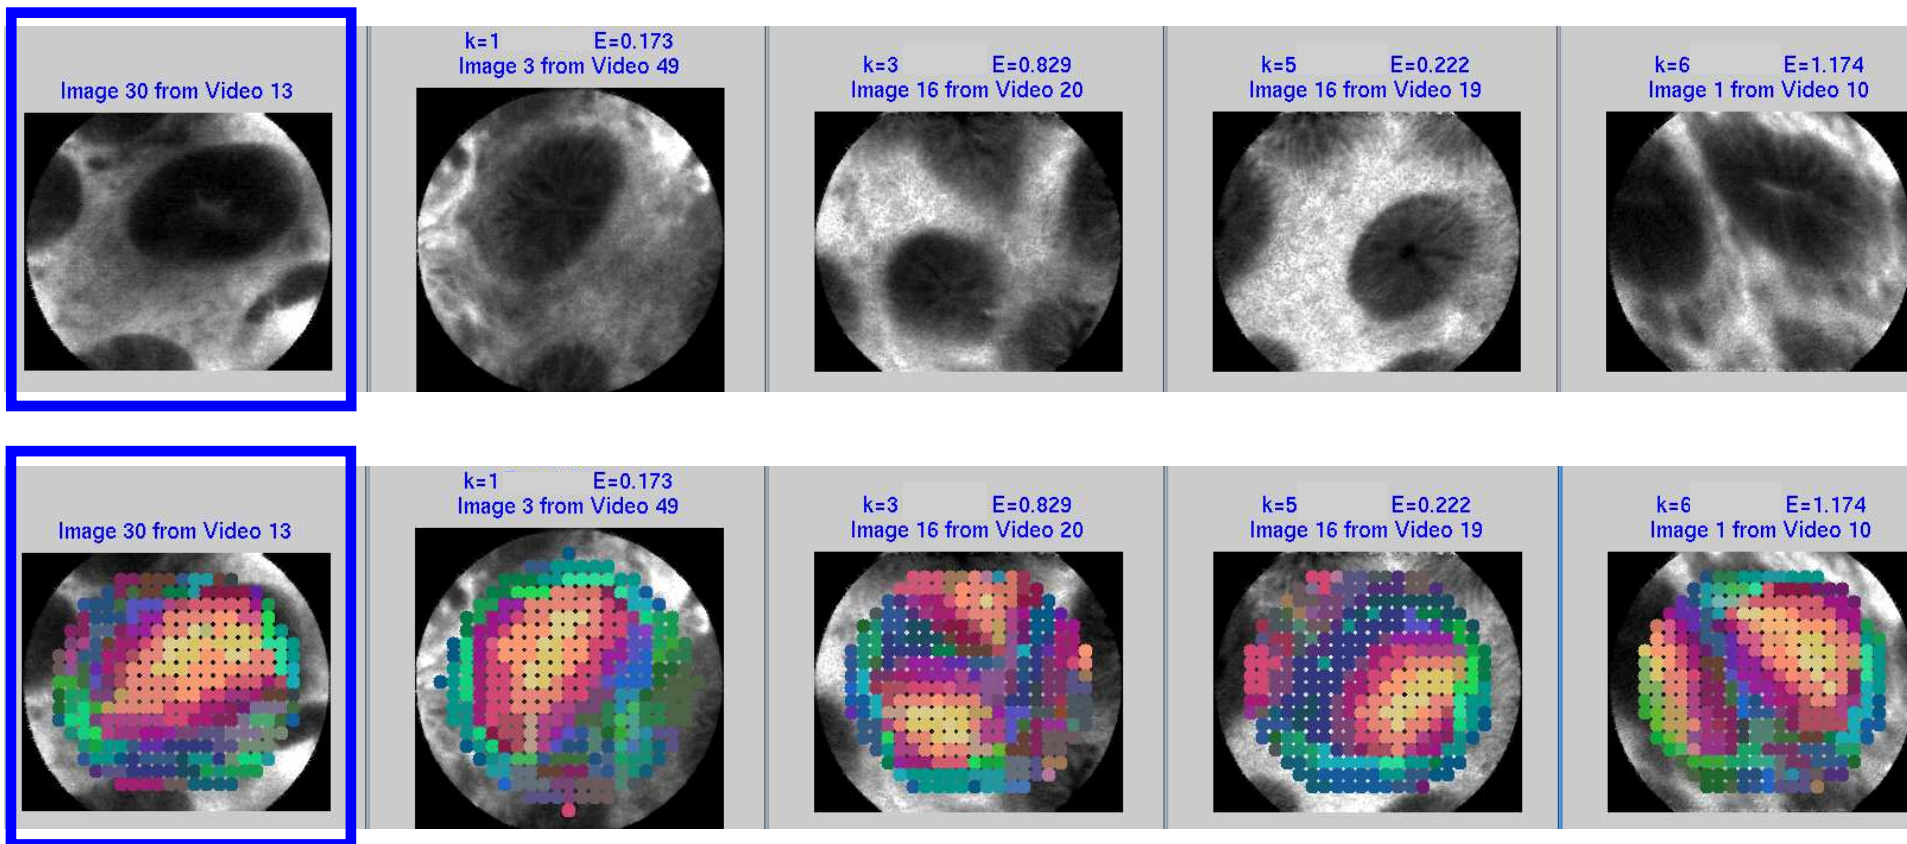 Image 30 from Video 13
k=1 E=0.173
Image 3 from Video 49
k=3 E=0.829
Image 16 from Video 20
k=5 E=0.222
Image 16 from Video 19
k=6 E=1.174
Image 1 from Video 10
Image 30 from Video 13
k=1 E=0.173
Image 3 from Video 49
k=3 E=0.829
Image 16 from Video 20
k=5 E=0.222
Image 16 from Video 19
k=6 E=1.174
Image 1 from Video 10